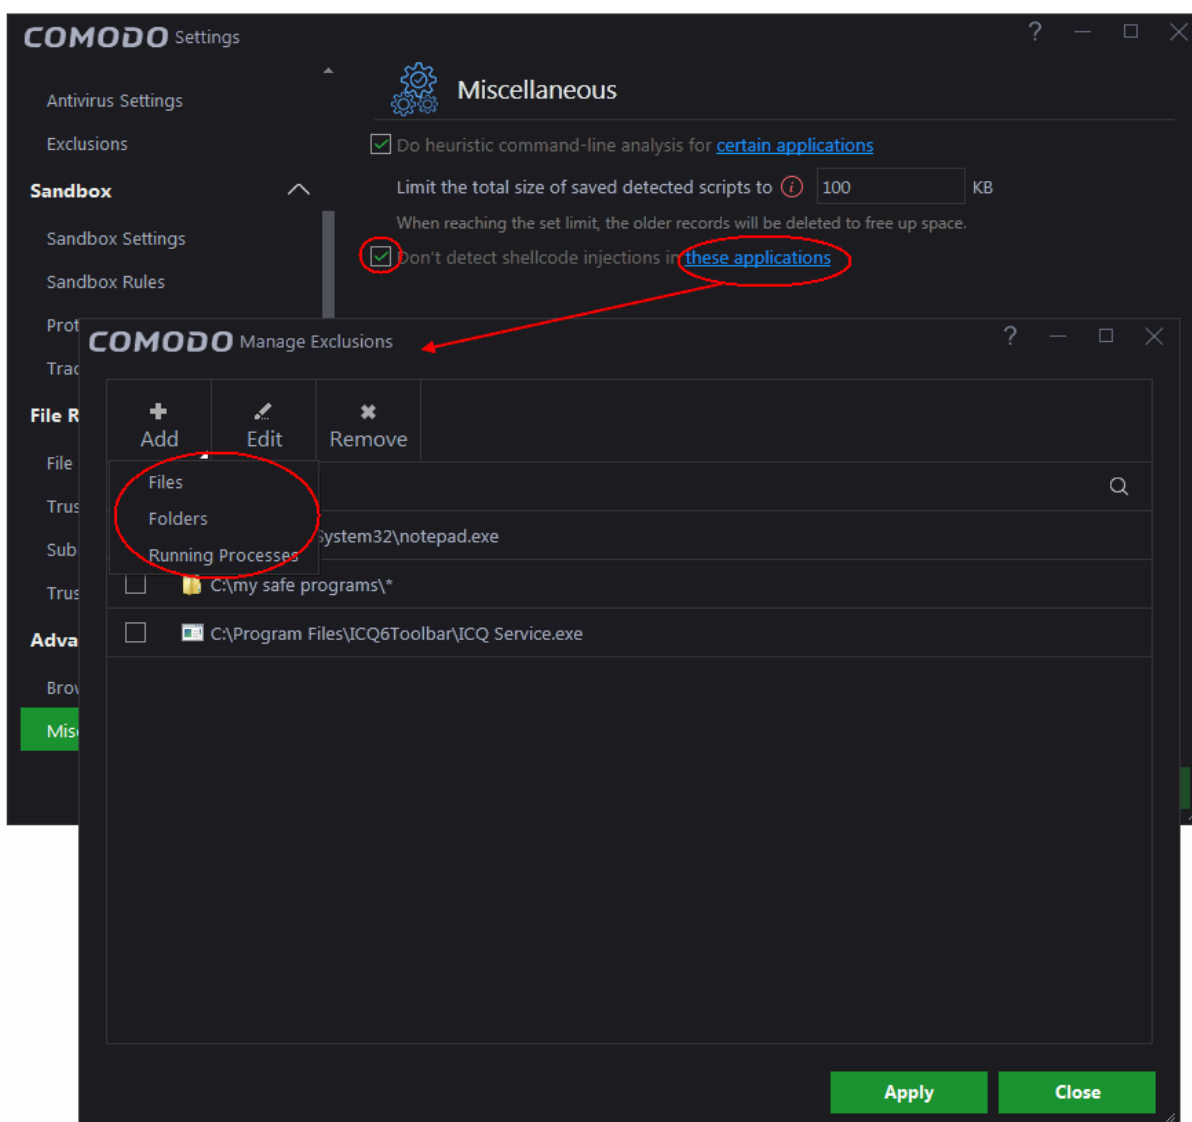 COMODO Settings
Antivirus Settings
Exclusions
Sandbox
Sandbox Settings
Sandbox Rules
Prot
Trac
File R
File
Trus
Sub
Trus
Adva
Brow
Misc
Miscellaneous
Do heuristic command-line analysis for certain applications
Limit the total size of saved detected scripts to 100 KB
When reaching the set limit, the older records will be deleted to free up space.
Don't detect shellcode injections in these applications
COMODO Manage Exclusions
Add Edit Remove
Files
Folders
Running Processes
System32\notepad.exe
C:\my safe programs\*
C:\Program Files\ICQ6Toolbar\ICQ Service.exe
Apply Close